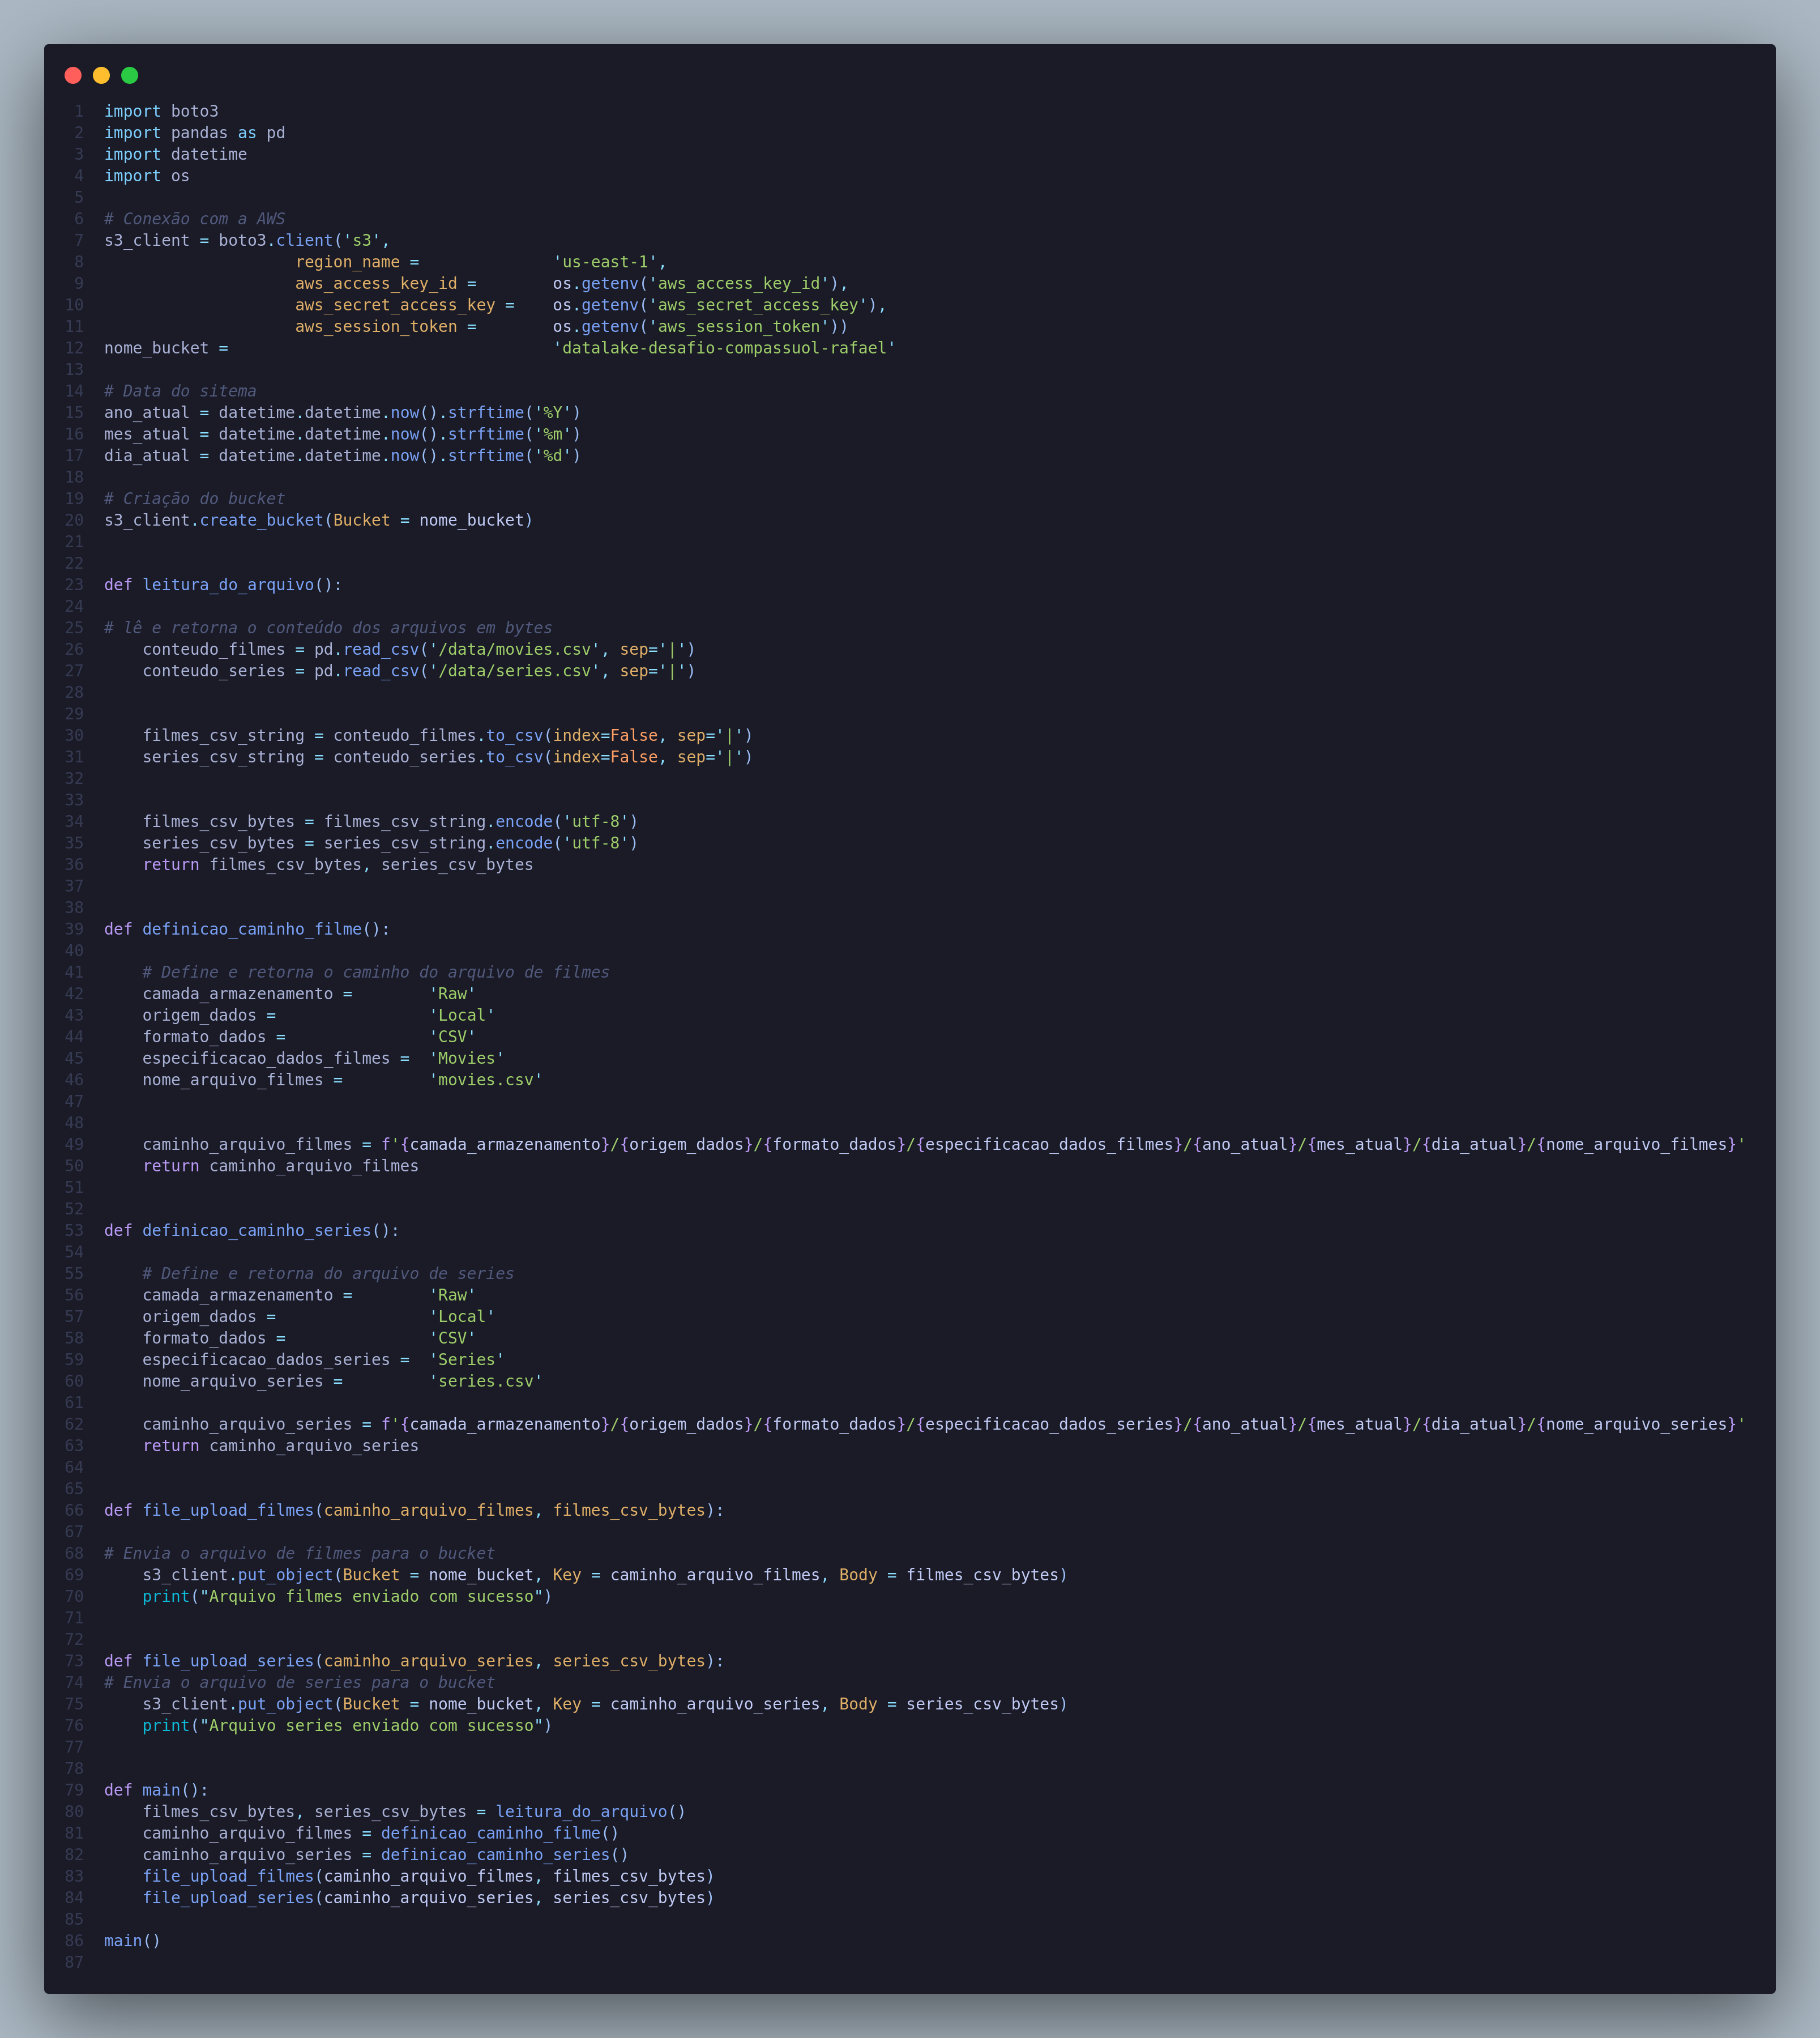 1 import boto3
2 import pandas as pd
3 import datetime
4 import os
5
6 # Conexão com a AWS
7 s3_client = boto3.client('s3',
8                     region_name =              'us-east-1',
9                     aws_access_key_id =        os.getenv('aws_access_key_id'),
10                     aws_secret_access_key =    os.getenv('aws_secret_access_key'),
11                     aws_session_token =        os.getenv('aws_session_token'))
12 nome_bucket =                                  'datalake-desafio-compassuol-rafael'
13
14 # Data do sitema
15 ano_atual = datetime.datetime.now().strftime('%Y')
16 mes_atual = datetime.datetime.now().strftime('%m')
17 dia_atual = datetime.datetime.now().strftime('%d')
18
19 # Criação do bucket
20 s3_client.create_bucket(Bucket = nome_bucket)
21
22
23 def leitura_do_arquivo():
24
25 # lê e retorna o conteúdo dos arquivos em bytes
26     conteudo_filmes = pd.read_csv('/data/movies.csv', sep='|')
27     conteudo_series = pd.read_csv('/data/series.csv', sep='|')
28
29
30     filmes_csv_string = conteudo_filmes.to_csv(index=False, sep='|')
31     series_csv_string = conteudo_series.to_csv(index=False, sep='|')
32
33
34     filmes_csv_bytes = filmes_csv_string.encode('utf-8')
35     series_csv_bytes = series_csv_string.encode('utf-8')
36     return filmes_csv_bytes, series_csv_bytes
37
38
39 def definicao_caminho_filme():
40
41     # Define e retorna o caminho do arquivo de filmes
42     camada_armazenamento =        'Raw'
43     origem_dados =                'Local'
44     formato_dados =               'CSV'
45     especificacao_dados_filmes =  'Movies'
46     nome_arquivo_filmes =         'movies.csv'
47
48
49     caminho_arquivo_filmes = f'{camada_armazenamento}/{origem_dados}/{formato_dados}/{especificacao_dados_filmes}/{ano_atual}/{mes_atual}/{dia_atual}/{nome_arquivo_filmes}'
50     return caminho_arquivo_filmes
51
52
53 def definicao_caminho_series():
54
55     # Define e retorna do arquivo de series
56     camada_armazenamento =        'Raw'
57     origem_dados =                'Local'
58     formato_dados =               'CSV'
59     especificacao_dados_series =  'Series'
60     nome_arquivo_series =         'series.csv'
61
62     caminho_arquivo_series = f'{camada_armazenamento}/{origem_dados}/{formato_dados}/{especificacao_dados_series}/{ano_atual}/{mes_atual}/{dia_atual}/{nome_arquivo_series}'
63     return caminho_arquivo_series
64
65
66 def file_upload_filmes(caminho_arquivo_filmes, filmes_csv_bytes):
67
68 # Envia o arquivo de filmes para o bucket
69     s3_client.put_object(Bucket = nome_bucket, Key = caminho_arquivo_filmes, Body = filmes_csv_bytes)
70     print("Arquivo filmes enviado com sucesso")
71
72
73 def file_upload_series(caminho_arquivo_series, series_csv_bytes):
74 # Envia o arquivo de series para o bucket
75     s3_client.put_object(Bucket = nome_bucket, Key = caminho_arquivo_series, Body = series_csv_bytes)
76     print("Arquivo series enviado com sucesso")
77
78
79 def main():
80     filmes_csv_bytes, series_csv_bytes = leitura_do_arquivo()
81     caminho_arquivo_filmes = definicao_caminho_filme()
82     caminho_arquivo_series = definicao_caminho_series()
83     file_upload_filmes(caminho_arquivo_filmes, filmes_csv_bytes)
84     file_upload_series(caminho_arquivo_series, series_csv_bytes)
85
86 main()
87